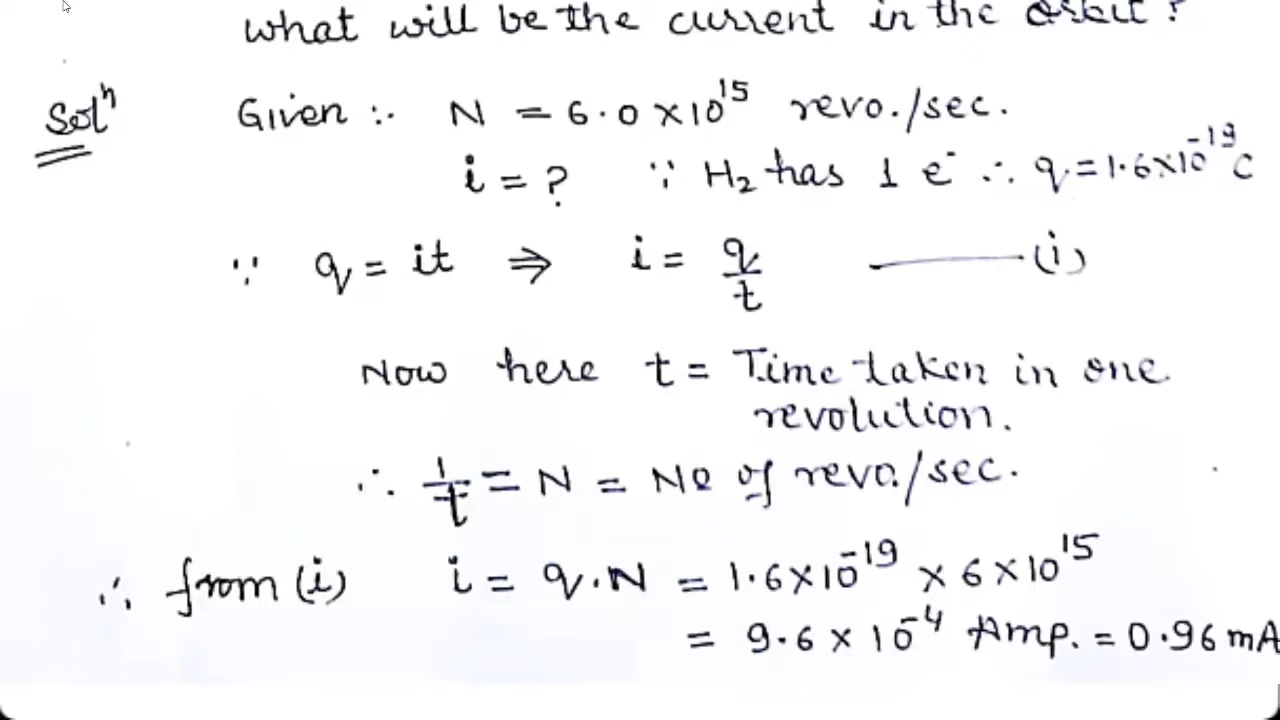 what will be the current in the orbit?
Solⁿ Given :- N = 6.0 × 10¹⁵ revo./sec.
i = ? ∵ H₂ has 1 e⁻ ∴ q = 1.6×10⁻¹⁹ C
∵ q = it ⇒ i = q/t ——— (i)
Now here t = Time taken in one
revolution.
∴ 1/t = N = No of revo./sec.
∴ from (i) i = q.N = 1.6×10⁻¹⁹ × 6×10¹⁵
= 9.6 × 10⁻⁴ Amp. = 0.96 mA